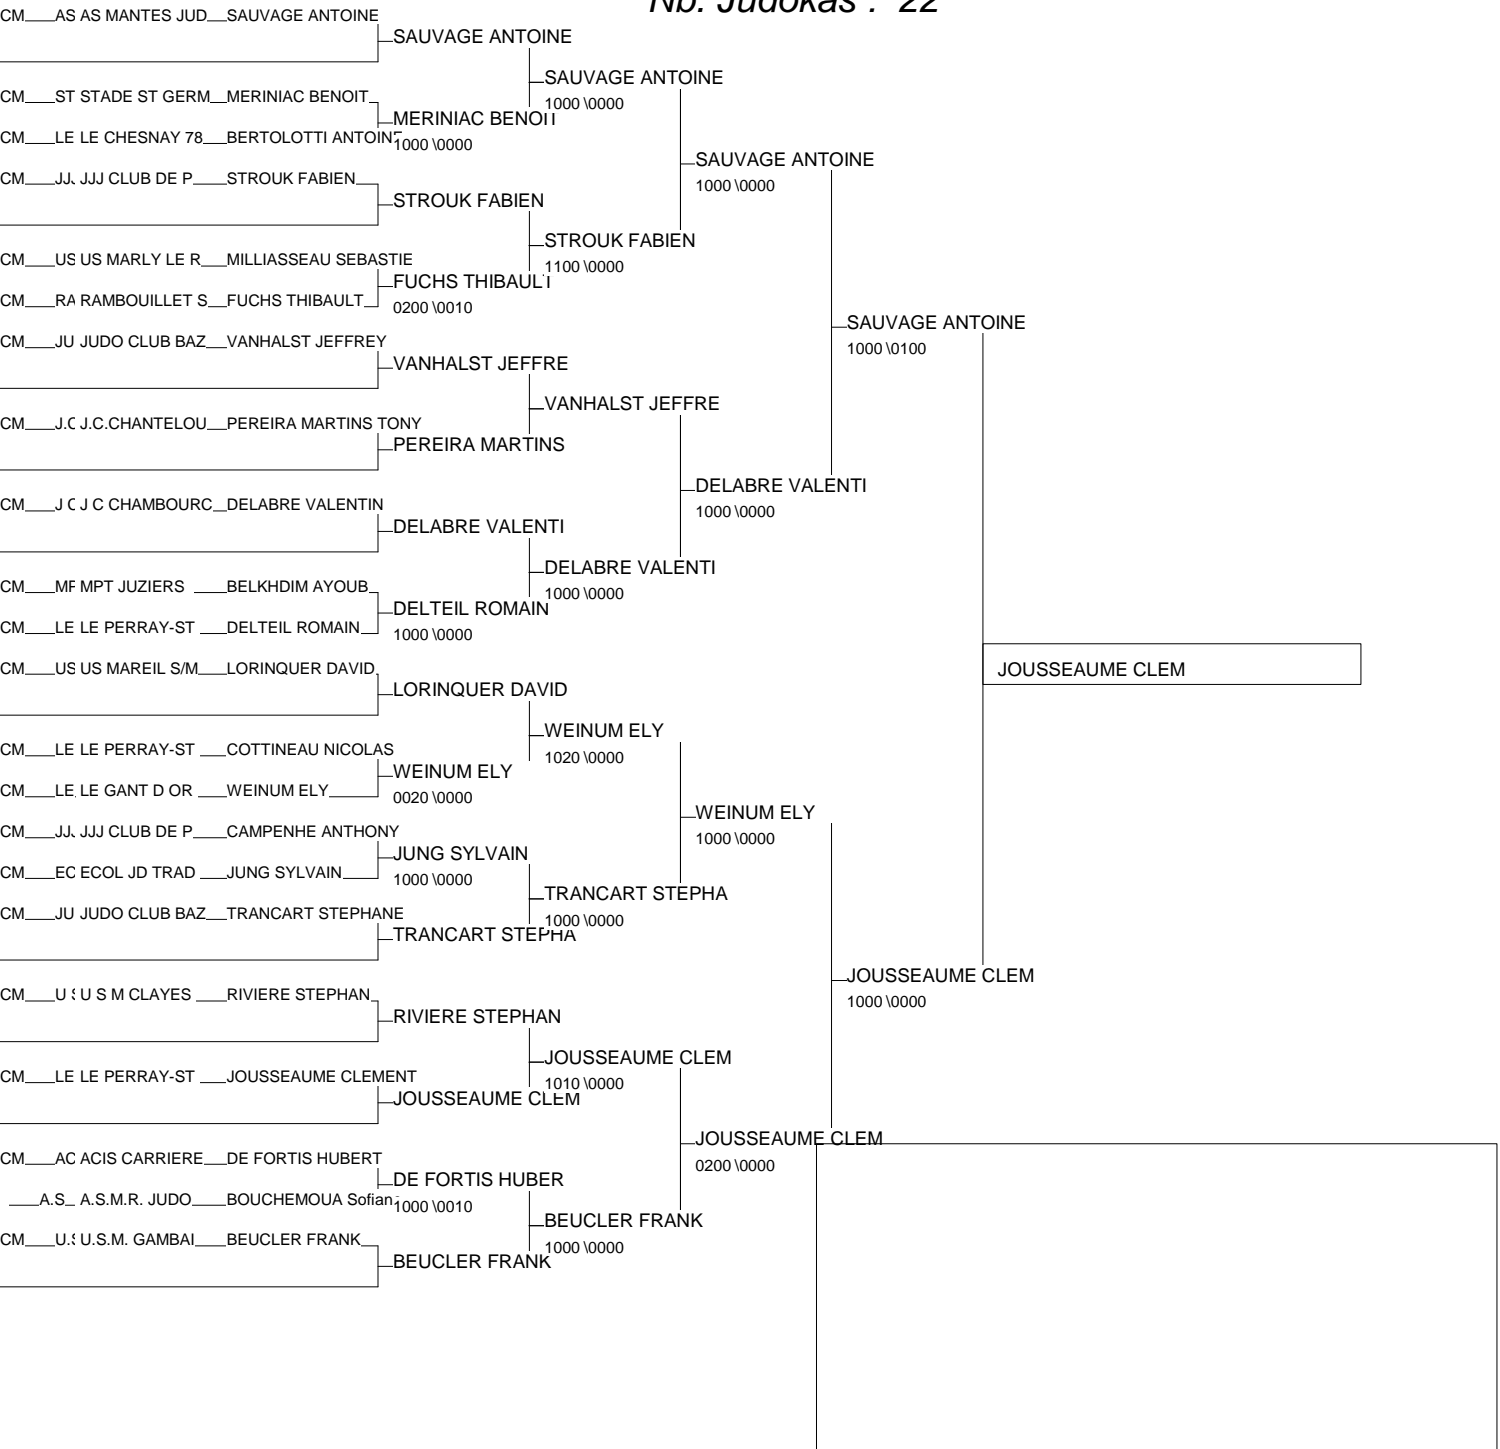 Nb. Judokas : 22
CM AS AS MANTES JUD SAUVAGE ANTOINE
SAUVAGE ANTOINE
SAUVAGE ANTOINE
1000 \0000
CM ST STADE ST GERM MERINIAC BENOIT
MERINIAC BENOIT
1000 \0000
CM LE LE CHESNAY 78 BERTOLOTTI ANTOINE
SAUVAGE ANTOINE
1000 \0000
CM JJ. JJJ CLUB DE P STROUK FABIEN
STROUK FABIEN
STROUK FABIEN
1100 \0000
CM US US MARLY LE R MILLIASSEAU SEBASTIE
FUCHS THIBAULT
0200 \0010
CM RA RAMBOUILLET S FUCHS THIBAULT
SAUVAGE ANTOINE
1000 \0100
CM JU JUDO CLUB BAZ VANHALST JEFFREY
VANHALST JEFFRE
VANHALST JEFFRE
CM J.C J.C.CHANTELOU PEREIRA MARTINS TONY
PEREIRA MARTINS
DELABRE VALENTI
1000 \0000
CM J C J C CHAMBOURC DELABRE VALENTIN
DELABRE VALENTI
DELABRE VALENTI
1000 \0000
CM MF MPT JUZIERS BELKHDIM AYOUB
DELTEIL ROMAIN
1000 \0000
CM LE LE PERRAY-ST DELTEIL ROMAIN
JOUSSEAUME CLEM
CM US US MAREIL S/M LORINQUER DAVID
LORINQUER DAVID
WEINUM ELY
1020 \0000
CM LE LE PERRAY-ST COTTINEAU NICOLAS
WEINUM ELY
0020 \0000
CM LE LE GANT D OR WEINUM ELY
WEINUM ELY
1000 \0000
CM JJ. JJJ CLUB DE P CAMPENHE ANTHONY
JUNG SYLVAIN
1000 \0000
CM EC ECOL JD TRAD JUNG SYLVAIN
TRANCART STEPHA
1000 \0000
CM JU JUDO CLUB BAZ TRANCART STEPHANE
TRANCART STEPHA
JOUSSEAUME CLEM
1000 \0000
CM U S U S M CLAYES RIVIERE STEPHAN
RIVIERE STEPHAN
JOUSSEAUME CLEM
1010 \0000
CM LE LE PERRAY-ST JOUSSEAUME CLEMENT
JOUSSEAUME CLEM
JOUSSEAUME CLEM
0200 \0000
CM AC ACIS CARRIERE DE FORTIS HUBERT
DE FORTIS HUBER
1000 \0010
A.S A.S.M.R. JUDO BOUCHEMOUA Sofian
BEUCLER FRANK
1000 \0000
CM U.S U.S.M. GAMBAI BEUCLER FRANK
BEUCLER FRANK